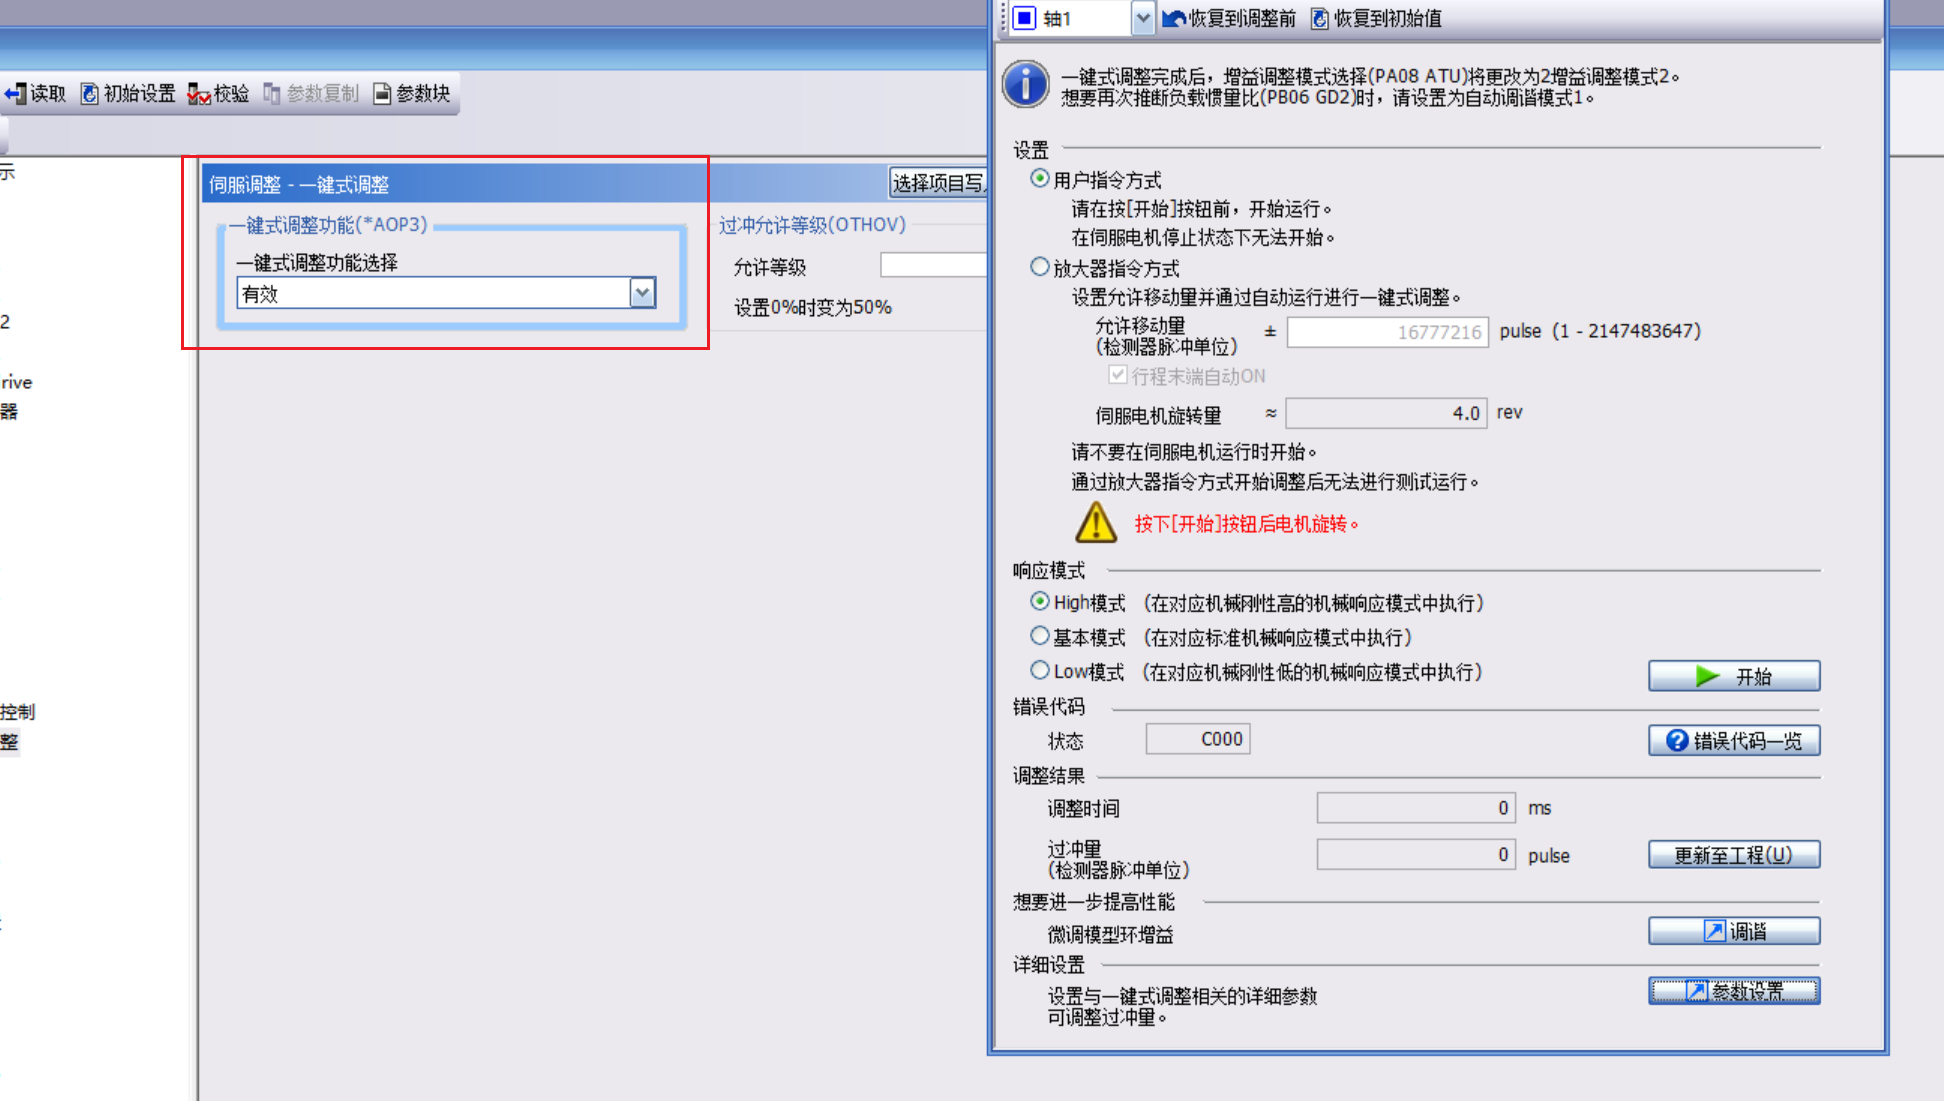 读取 初始设置 校验 参数复制 参数块
示
2
rive
器
控制
整
伺服调整 - 一键式调整
选择项目写
一键式调整功能(*AOP3)
一键式调整功能选择
有效
过冲允许等级(OTHOV)
允许等级
设置0%时变为50%
轴1 恢复到调整前 恢复到初始值
一键式调整完成后，增益调整模式选择(PA08 ATU)将更改为2增益调整模式2。
想要再次推断负载惯量比(PB06 GD2)时，请设置为自动调谐模式1。
设置
用户指令方式
请在按[开始]按钮前，开始运行。
在伺服电机停止状态下无法开始。
放大器指令方式
设置允许移动量并通过自动运行进行一键式调整。
允许移动量
(检测器脉冲单位)
± 16777216 pulse (1 - 2147483647)
行程末端自动ON
伺服电机旋转量 ≈ 4.0 rev
请不要在伺服电机运行时开始。
通过放大器指令方式开始调整后无法进行测试运行。
按下[开始]按钮后电机旋转。
响应模式
High模式 (在对应机械刚性高的机械响应模式中执行)
基本模式 (在对应标准机械响应模式中执行)
Low模式 (在对应机械刚性低的机械响应模式中执行)
开始
错误代码
状态 C000
错误代码一览
调整结果
调整时间 0 ms
过冲量
(检测器脉冲单位)
0 pulse
更新至工程(U)
想要进一步提高性能
微调模型环增益
调谐
详细设置
设置与一键式调整相关的详细参数
可调整过冲量。
参数设置